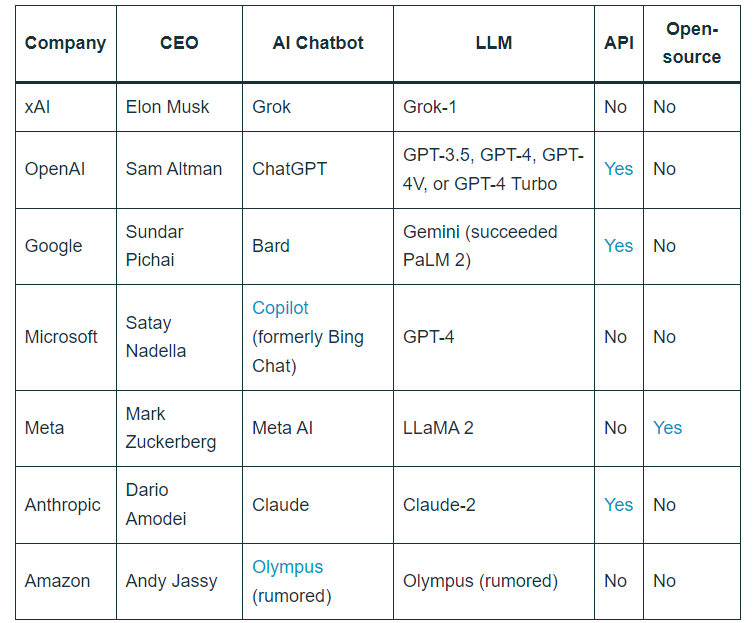 Company CEO AI Chatbot LLM API Open-
source
xAI Elon Musk Grok Grok-1 No No
OpenAI Sam Altman ChatGPT GPT-3.5, GPT-4, GPT-
4V, or GPT-4 Turbo Yes No
Google Sundar
Pichai Bard Gemini (succeeded
PaLM 2) Yes No
Microsoft Satay
Nadella Copilot
(formerly Bing
Chat) GPT-4 No No
Meta Mark
Zuckerberg Meta AI LLaMA 2 No Yes
Anthropic Dario
Amodei Claude Claude-2 Yes No
Amazon Andy Jassy Olympus
(rumored) Olympus (rumored) No No